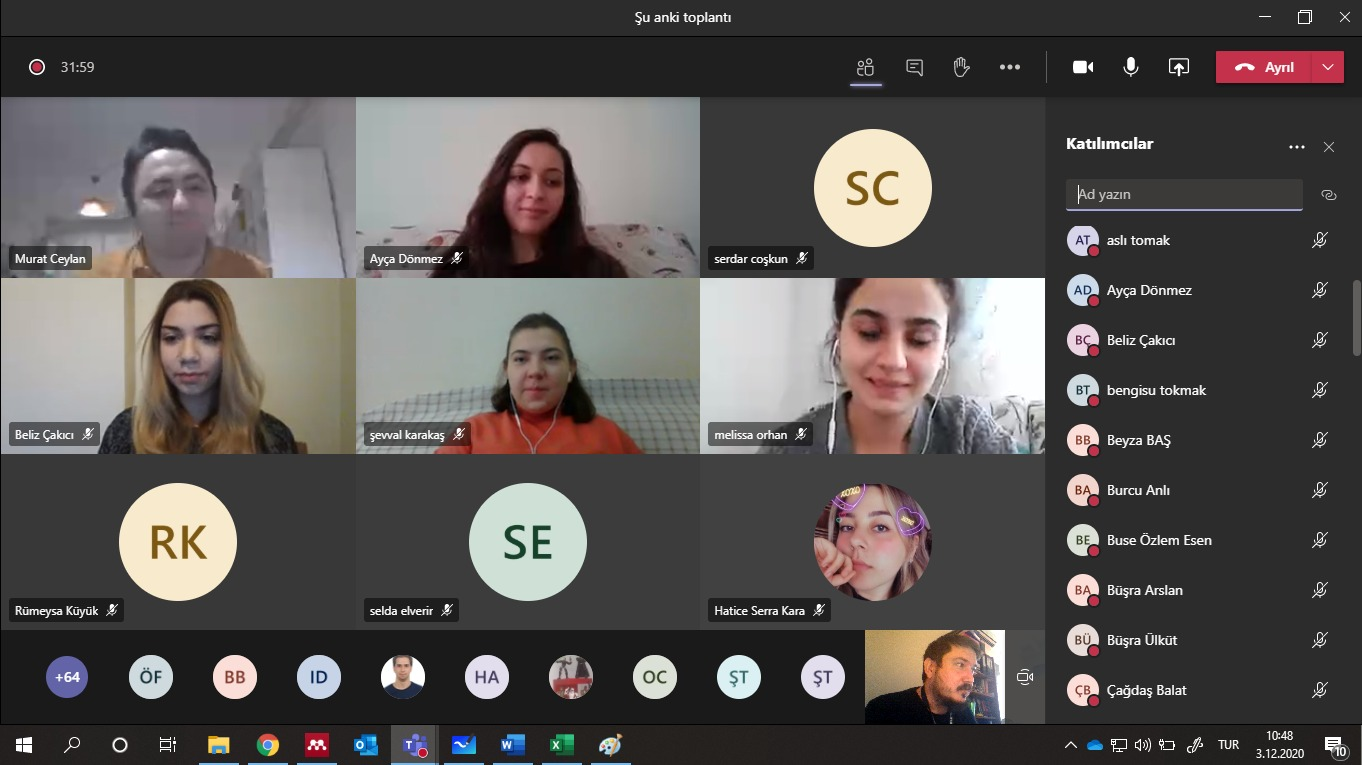 Şu anki toplantı
31:59
Ayrıl
Murat Ceylan
Ayça Dönmez
SC
serdar coşkun
Beliz Çakıcı
şevval karakaş
melissa orhan
RK
Rümeysa Küyük
SE
selda elverir
Hatice Serra Kara
+64
ÖF
BB
ID
HA
OC
ŞT
ŞT
Katılımcılar
Ad yazın
AT aslı tomak
AD Ayça Dönmez
BÇ Beliz Çakıcı
BT bengisu tokmak
BB Beyza BAŞ
BA Burcu Anlı
BE Buse Özlem Esen
BA Büşra Arslan
BÜ Büşra Ülküt
ÇB Çağdaş Balat
TUR
10:48
3.12.2020
10